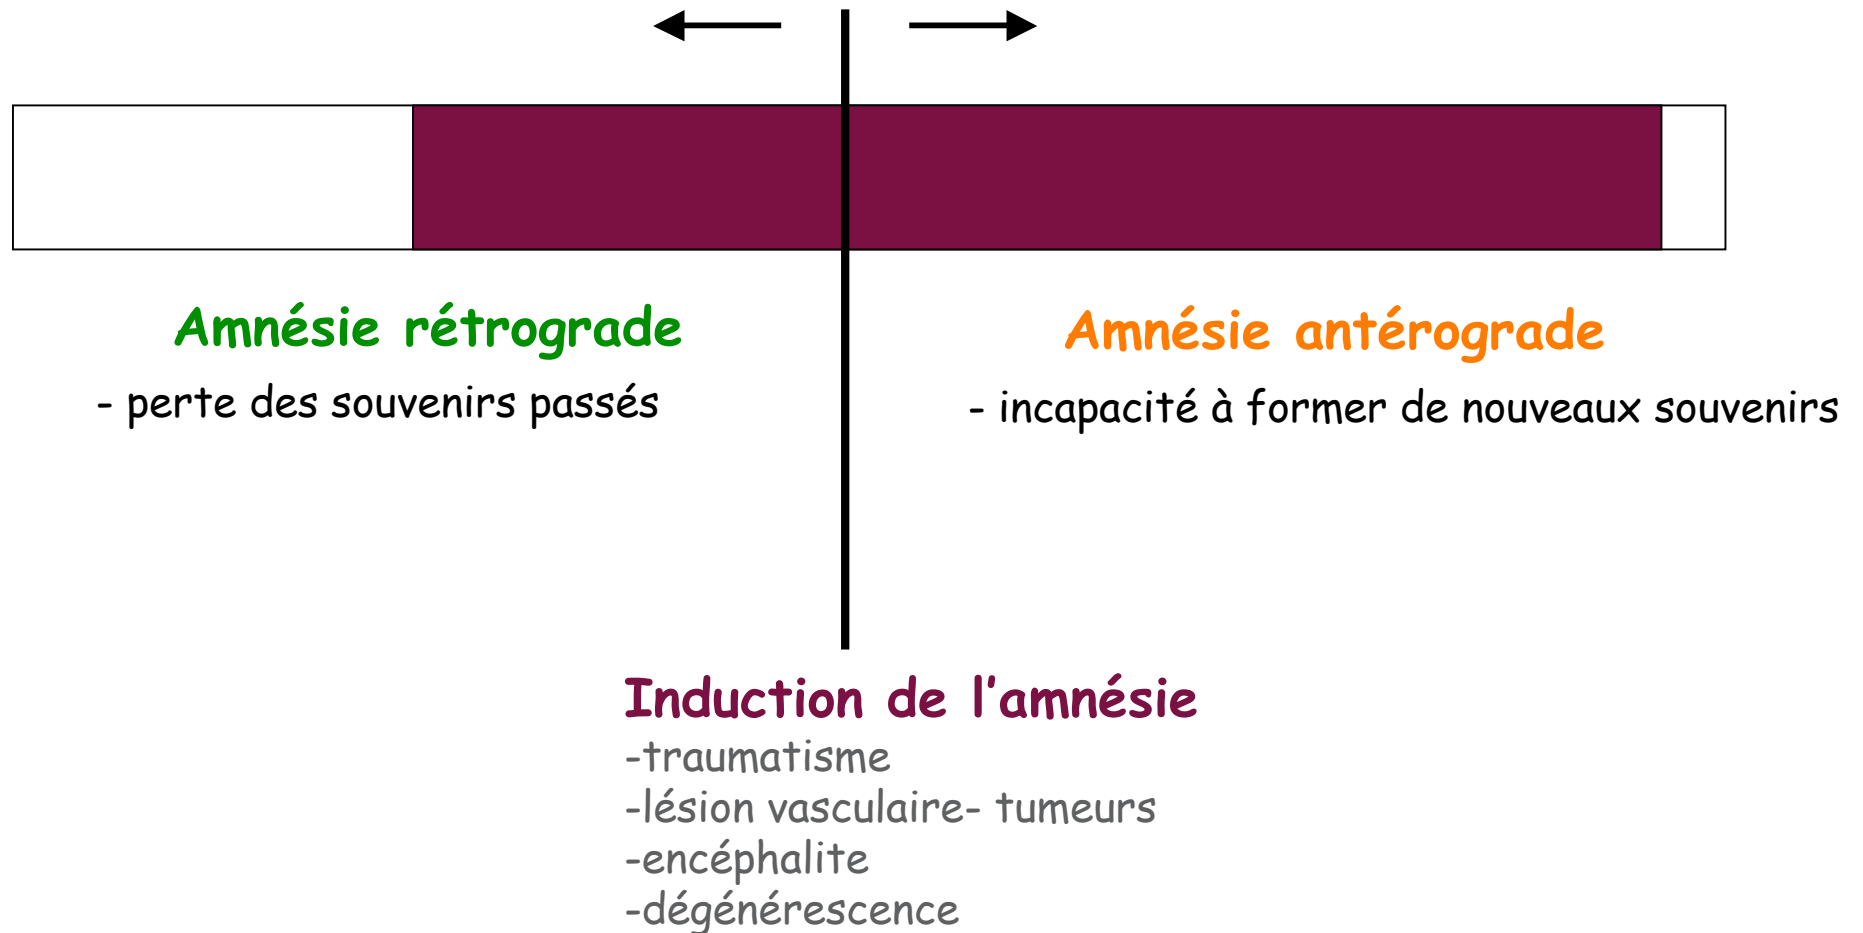 Amnésie rétrograde
- perte des souvenirs passés
Amnésie antérograde
- incapacité à former de nouveaux souvenirs
Induction de l'amnésie
-traumatisme
-lésion vasculaire- tumeurs
-encéphalite
-dégénérescence